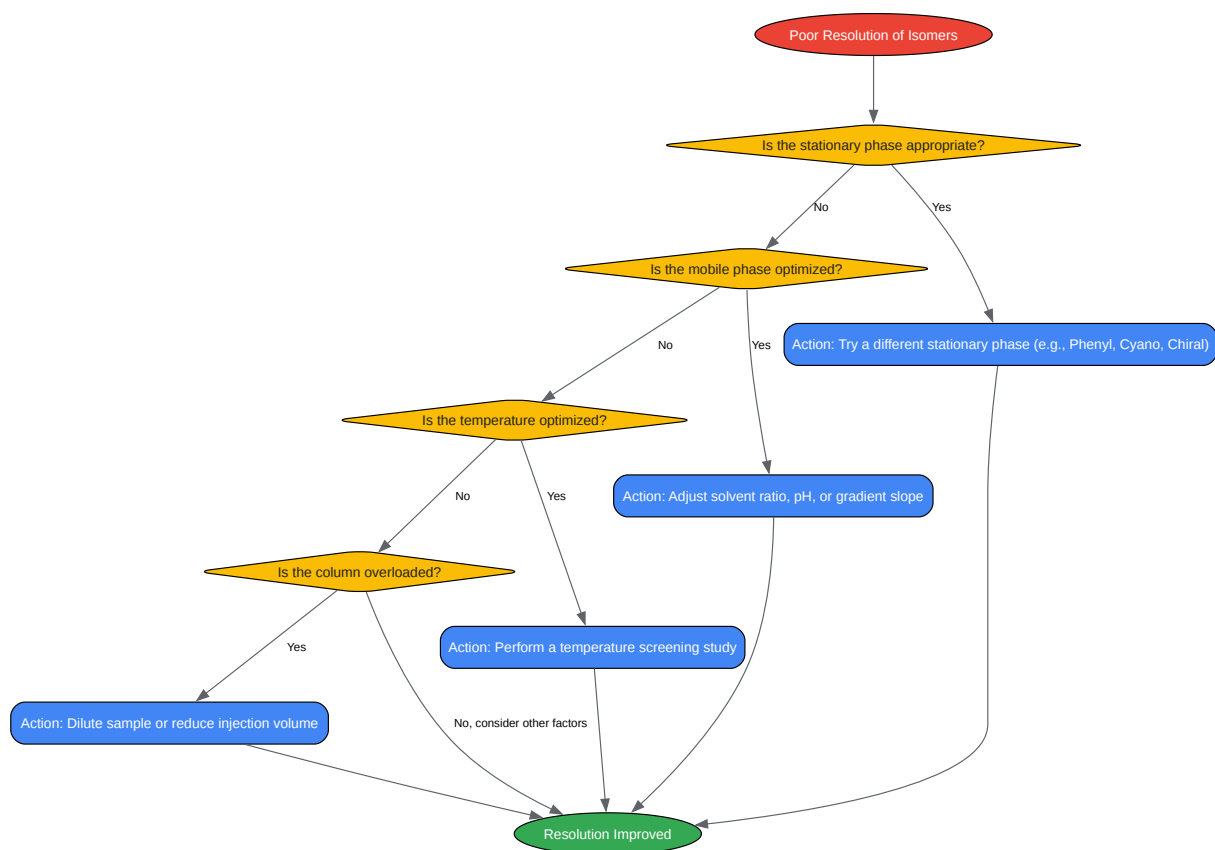 Poor Resolution of Isomers
Is the stationary phase appropriate?
No
Yes
Is the mobile phase optimized?
No
Yes
Action: Try a different stationary phase (e.g., Phenyl, Cyano, Chiral)
Is the temperature optimized?
No
Yes
Action: Adjust solvent ratio, pH, or gradient slope
Is the column overloaded?
Yes
Action: Perform a temperature screening study
Action: Dilute sample or reduce injection volume
No, consider other factors
Resolution Improved